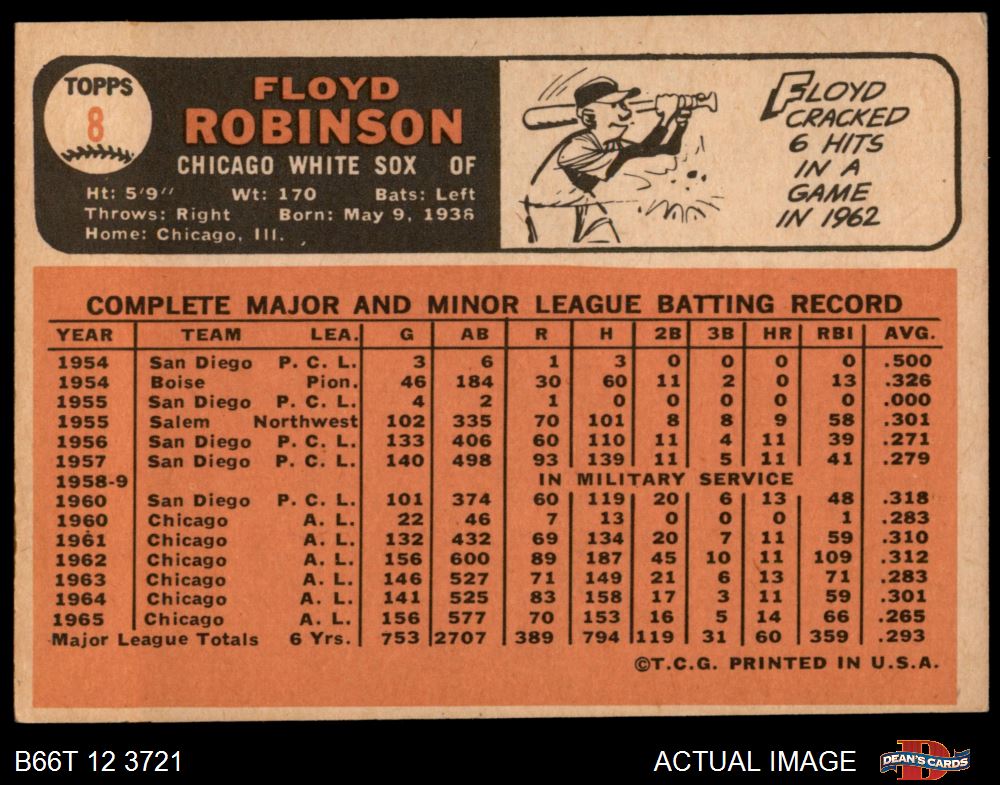 TOPPS
8
FLOYD
ROBINSON
CHICAGO WHITE SOX OF
Ht: 5'9" Wt: 170 Bats: Left
Throws: Right Born: May 9, 1936
Home: Chicago, Ill.
FLOYD
CRACKED
6 HITS
IN A
GAME
IN 1962
COMPLETE MAJOR AND MINOR LEAGUE BATTING RECORD
YEAR TEAM LEA. G AB R H 2B 3B HR RBI AVG.
1954 San Diego P. C. L. 3 6 1 3 0 0 0 0 .500
1954 Boise Pion. 46 184 30 60 11 2 0 13 .326
1955 San Diego P. C. L. 4 2 1 0 0 0 0 0 .000
1955 Salem Northwest 102 335 70 101 8 8 9 58 .301
1956 San Diego P. C. L. 133 406 60 110 11 4 11 39 .271
1957 San Diego P. C. L. 140 498 93 139 11 5 11 41 .279
1958-9 IN MILITARY SERVICE
1960 San Diego P. C. L. 101 374 60 119 20 6 13 48 .318
1960 Chicago A. L. 22 46 7 13 0 0 0 1 .283
1961 Chicago A. L. 132 432 69 134 20 7 11 59 .310
1962 Chicago A. L. 156 600 89 187 45 10 11 109 .312
1963 Chicago A. L. 146 527 71 149 21 6 13 71 .283
1964 Chicago A. L. 141 525 83 158 17 3 11 59 .301
1965 Chicago A. L. 156 577 70 153 16 5 14 66 .265
Major League Totals 6 Yrs. 753 2707 389 794 119 31 60 359 .293
©T.C.G. PRINTED IN U.S.A.
B66T 12 3721
ACTUAL IMAGE
D
DEAN'S CARDS